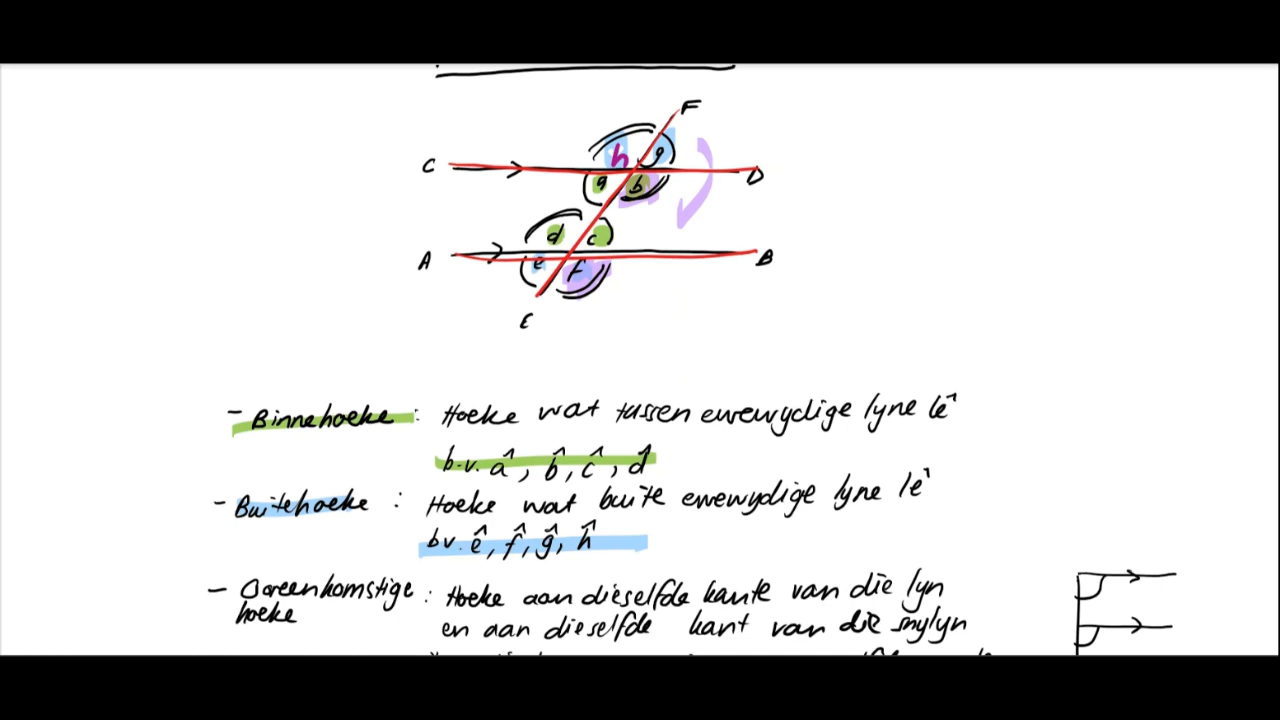 F
h g
C D
a b
d c
A B
e f
E
- Binnehoeke : Hoeke wat tussen ewewydige lyne lê
b.v. â, b̂, ĉ, d̂
- Buitehoeke : Hoeke wat buite ewewydige lyne lê
bv. ê, f̂, ĝ, ĥ
- Ooreenkomstige : Hoeke aan dieselfde kante van die lyn
hoeke en aan dieselfde kant van die snylyn